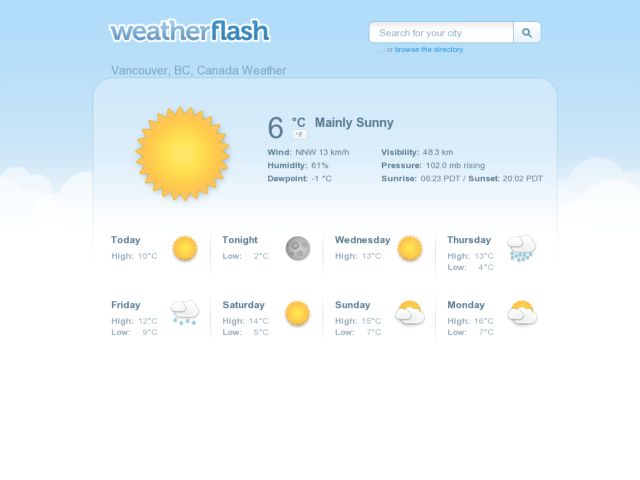 weatherflash
Search for your city
...or browse the directory.
Vancouver, BC, Canada Weather
6 °C Mainly Sunny
°F
Wind: NNW 13 km/h Visibility: 48.3 km
Humidity: 61% Pressure: 102.0 mb rising
Dewpoint: -1 °C Sunrise: 06:23 PDT / Sunset: 20:02 PDT
Today
High: 10°C
Tonight
Low: 2°C
Wednesday
High: 13°C
Thursday
High: 13°C
Low: 4°C
Friday
High: 12°C
Low: 9°C
Saturday
High: 14°C
Low: 5°C
Sunday
High: 15°C
Low: 7°C
Monday
High: 16°C
Low: 7°C